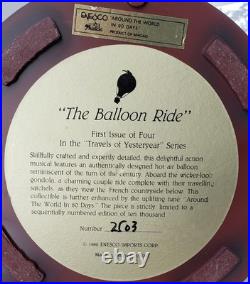 ENESCO
"AROUND THE WORLD
IN 80 DAYS"
PRODUCT OF MACAO
"The Balloon Ride"
First Issue of Four
In the "Travels of Yesteryear" Series
Skillfully crafted and expertly detailed, this delightful action
musical features an authentically designed hot air balloon
reminiscent of the turn of the century. Aboard the wicker-look
gondola, a charming couple ride complete with their travelling
satchels, as they view the French countryside below. This
collectible is further enhanced by the uplifting tune "Around
The World In 80 Days" The piece is strictly limited to a
sequentially numbered edition of ten thousand
Number 2503
ENESCO IMPORTS CORP.